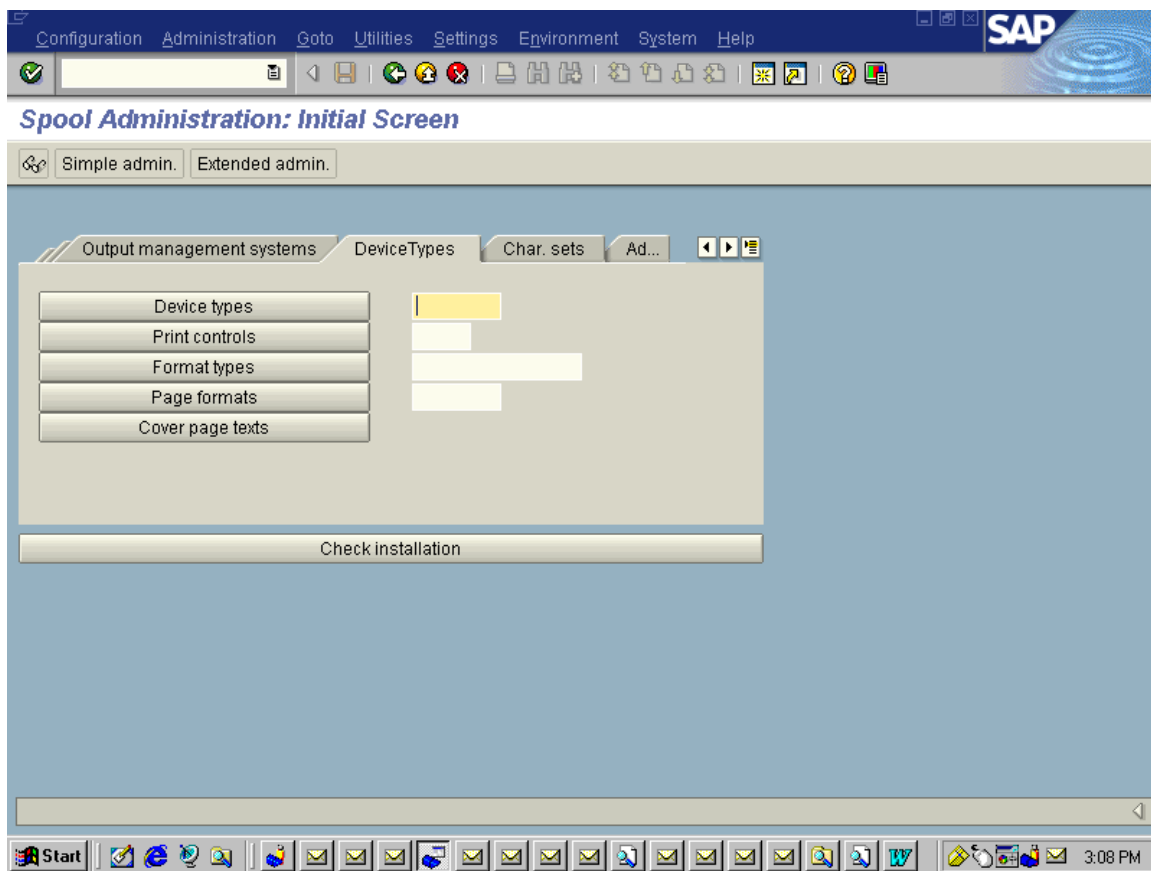 Configuration Administration Goto Utilities Settings Environment System Help
SAP
Spool Administration: Initial Screen
Simple admin. Extended admin.
Output management systems DeviceTypes Char. sets Ad...
Device types
Print controls
Format types
Page formats
Cover page texts
Check installation
Start 3:08 PM